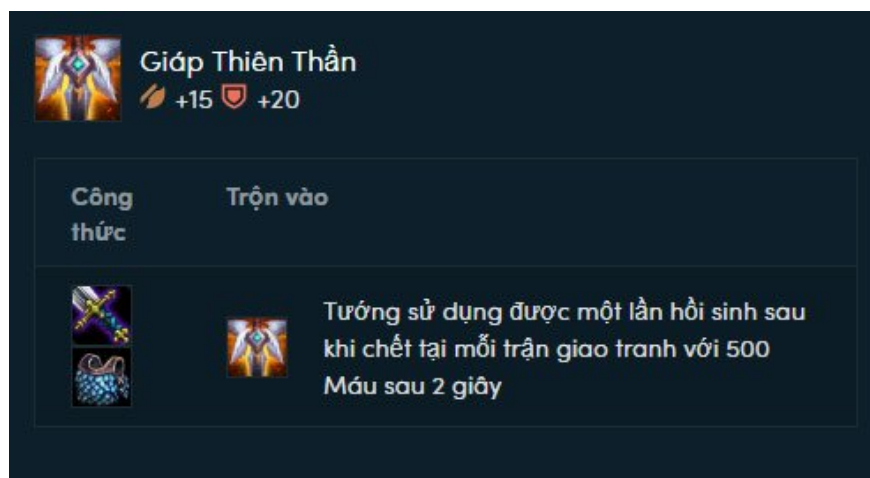 Giáp Thiên Thần
+15 +20
Công thức
Trộn vào
Tướng sử dụng được một lần hồi sinh sau
khi chết tại mỗi trận giao tranh với 500
Máu sau 2 giây